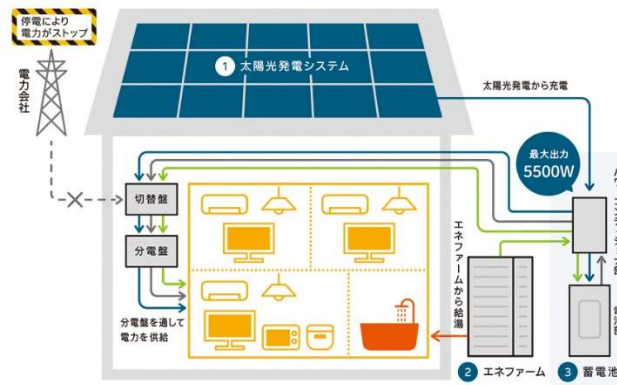 停電により
電力がストップ
電力会社
1 太陽光発電システム
太陽光発電から充電
最大出力
5500W
切替盤
分電盤
分電盤を通して
電力を供給
エネファームから給湯
2 エネファーム
3 蓄電池